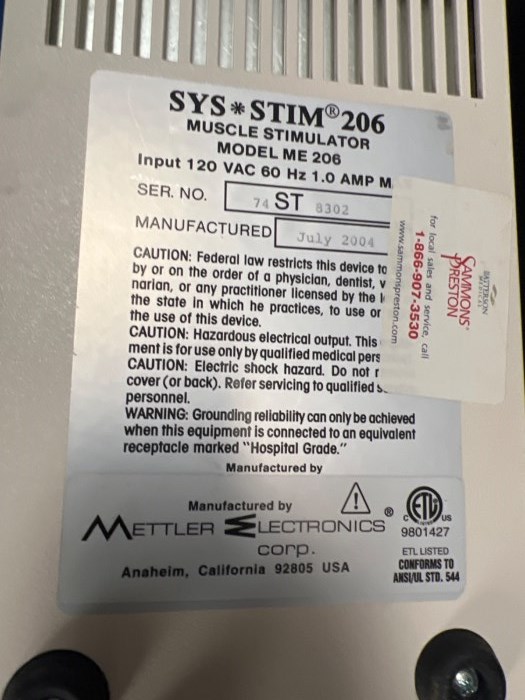 SYS*STIM® 206
MUSCLE STIMULATOR
MODEL ME 206
Input 120 VAC 60 Hz 1.0 AMP M
SER. NO. 74 ST 8302
MANUFACTURED July 2004
CAUTION: Federal law restricts this device to
by or on the order of a physician, dentist, v
narian, or any practitioner licensed by the l
the state in which he practices, to use or
the use of this device.
CAUTION: Hazardous electrical output. This
ment is for use only by qualified medical pers
CAUTION: Electric shock hazard. Do not r
cover (or back). Refer servicing to qualified s
personnel.
WARNING: Grounding reliability can only be achieved
when this equipment is connected to an equivalent
receptacle marked "Hospital Grade."
Manufactured by
Manufactured by
METTLER ELECTRONICS ®
corp.
Anaheim, California 92805 USA
C ETL US
9801427
ETL LISTED
CONFORMS TO
ANSI/UL STD. 544
PATTERSON
MEDICAL
SAMMONS®
PRESTON
for local sales and service, call
1-866-907-3530
www.sammonspreston.com